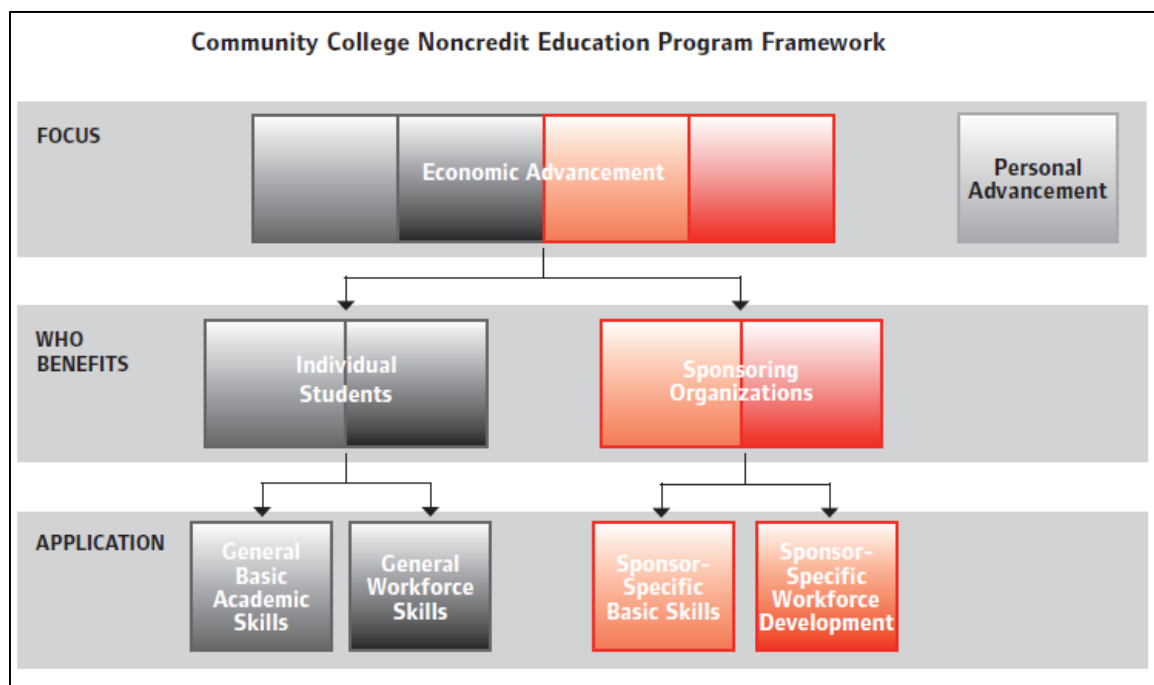 Community College Noncredit Education Program Framework
FOCUS
Economic Advancement
Personal
Advancement
WHO
BENEFITS
Individual
Students
Sponsoring
Organizations
APPLICATION
General
Basic
Academic
Skills
General
Workforce
Skills
Sponsor-
Specific
Basic Skills
Sponsor-
Specific
Workforce
Development